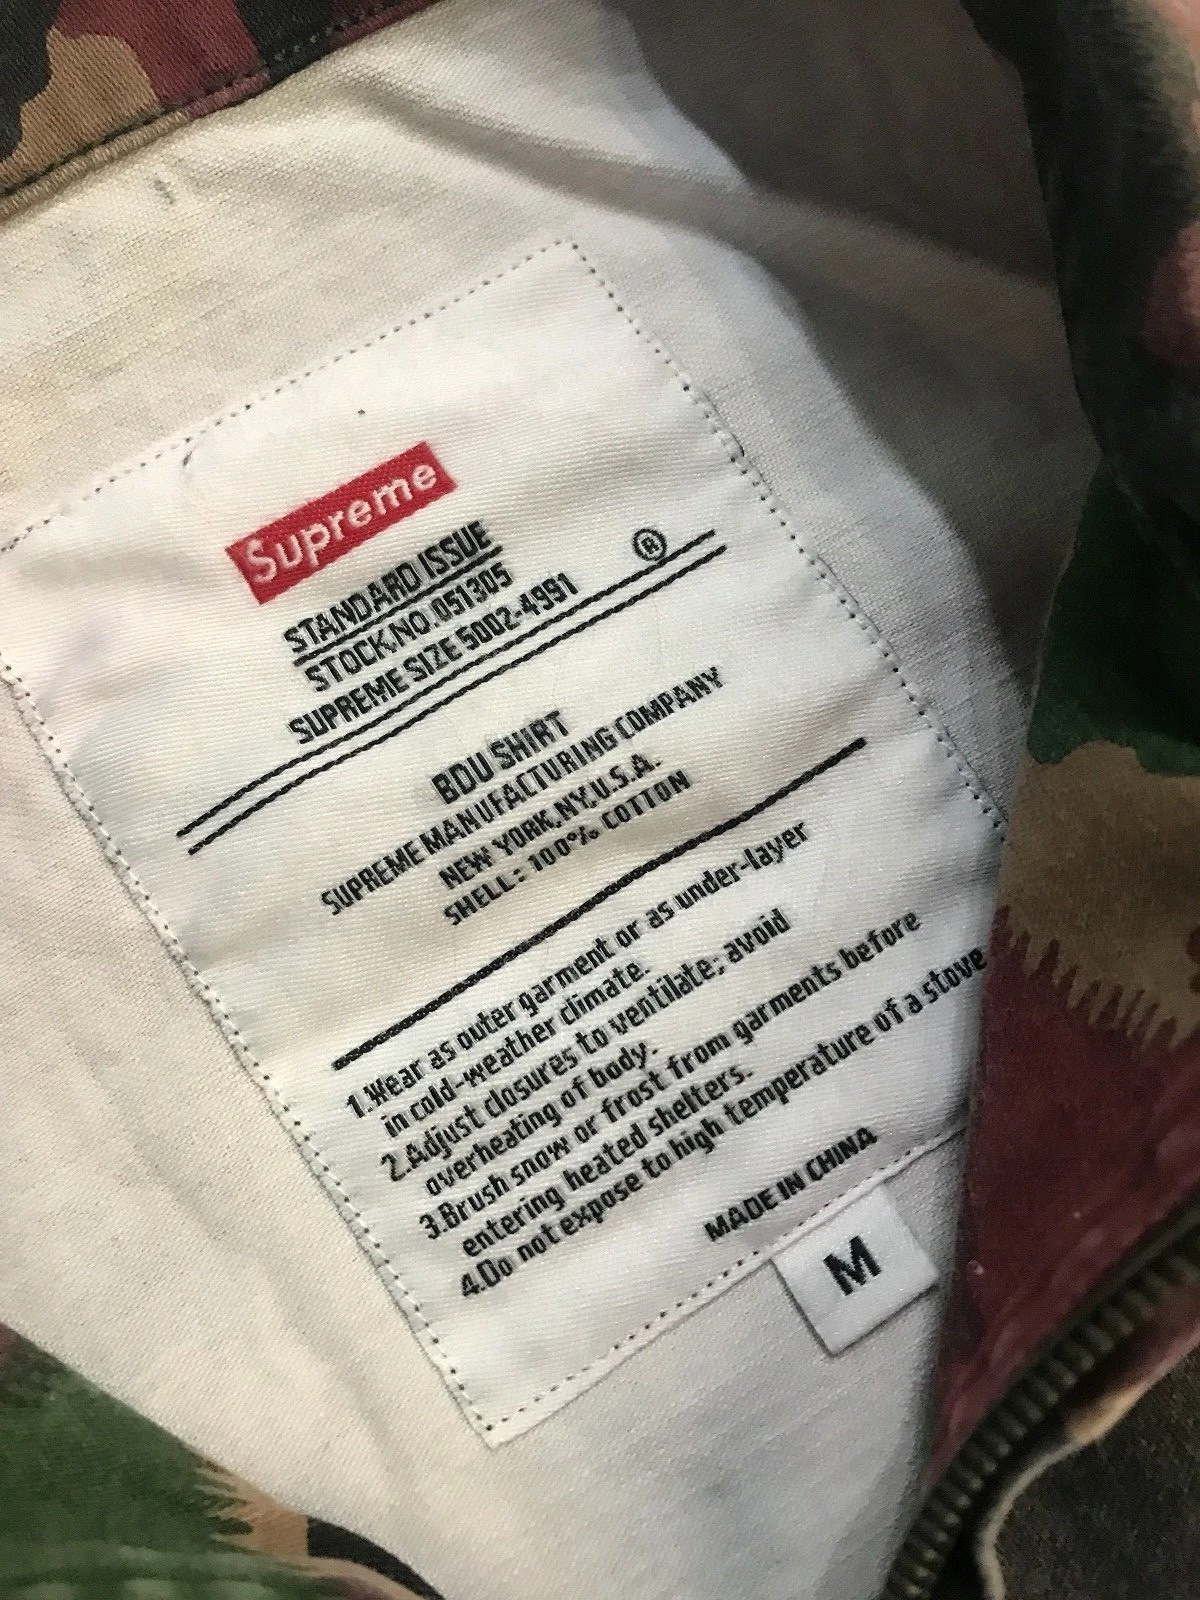 Supreme
STANDARD ISSUE
STOCK.NO.051305
SUPREME SIZE 5002-4991 ®
BDU SHIRT
SUPREME MANUFACTURING COMPANY
NEW YORK,NY,U.S.A.
SHELL: 100% COTTON
1.Wear as outer garment or as under-layer
in cold-weather climate.
2.Adjust closures to ventilate; avoid
overheating of body.
3.Brush snow or frost from garments before
entering heated shelters.
4.Do not expose to high temperature of a stove
MADE IN CHINA
M